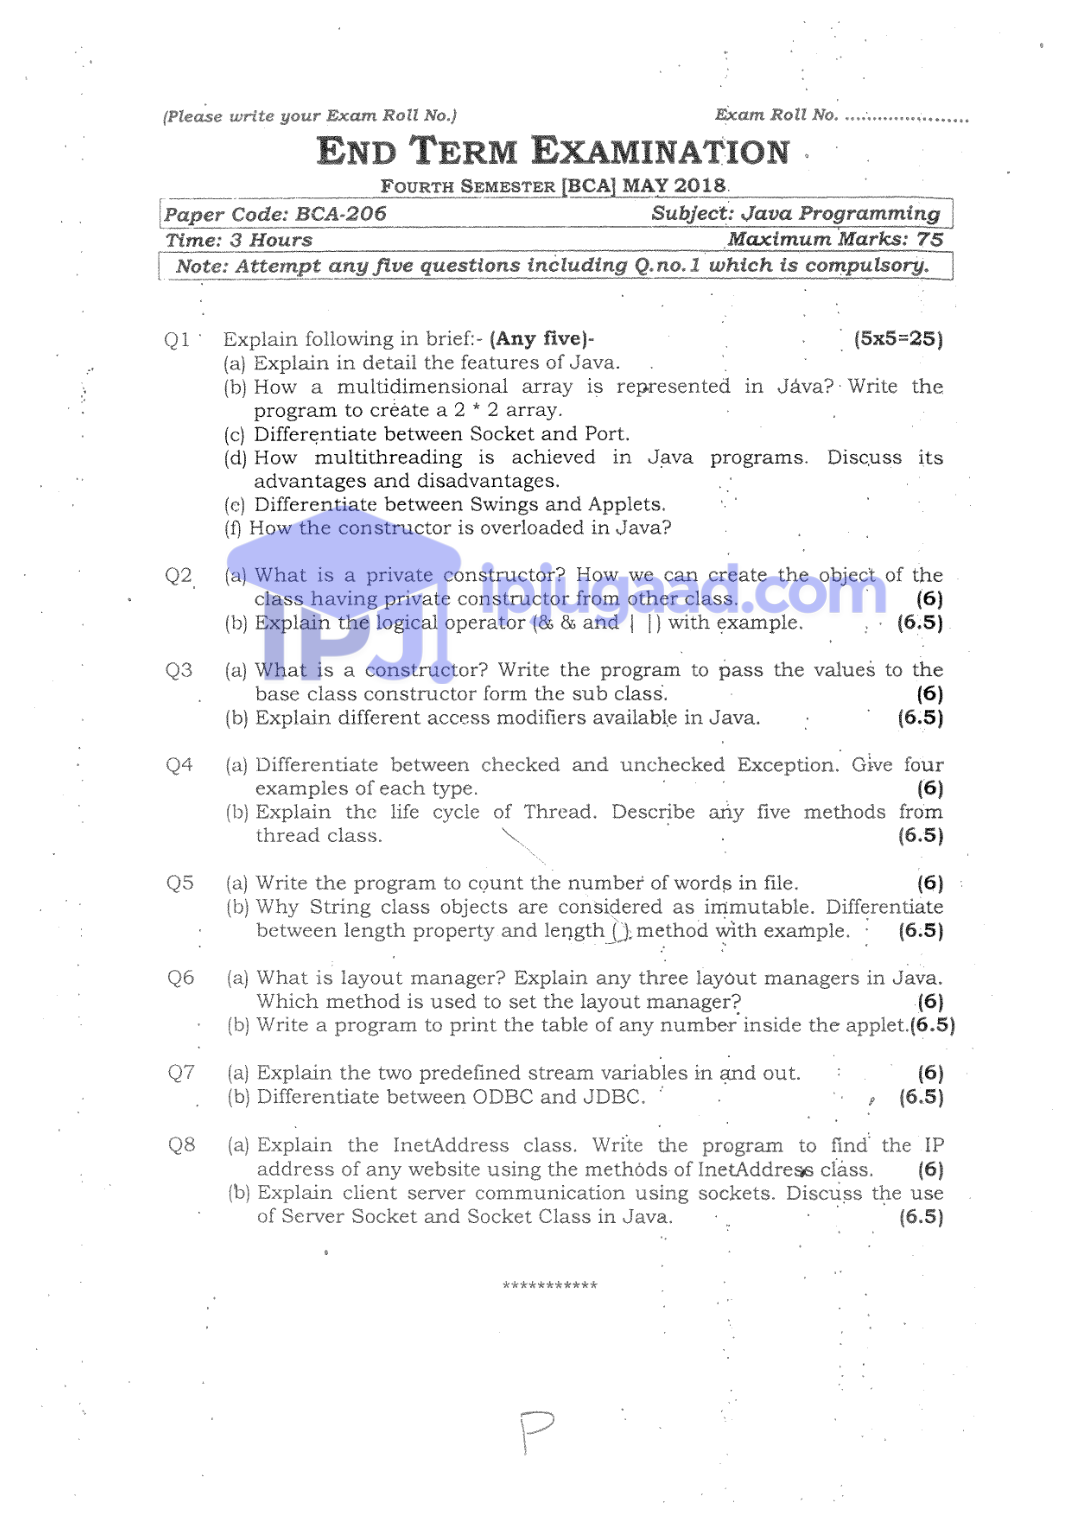 (Please write your Exam Roll No.) Exam Roll No. ......................
END TERM EXAMINATION
FOURTH SEMESTER [BCA] MAY 2018
Paper Code: BCA-206 Subject: Java Programming
Time: 3 Hours Maximum Marks: 75
Note: Attempt any five questions including Q.no.1 which is compulsory.
Q1 Explain following in brief:- (Any five)- (5x5=25)
(a) Explain in detail the features of Java.
(b) How a multidimensional array is represented in Java? Write the
program to create a 2 * 2 array.
(c) Differentiate between Socket and Port.
(d) How multithreading is achieved in Java programs. Discuss its
advantages and disadvantages.
(e) Differentiate between Swings and Applets.
(f) How the constructor is overloaded in Java?
Q2 (a) What is a private constructor? How we can create the object of the
class having private constructor from other class. (6)
(b) Explain the logical operator (& & and | |) with example. (6.5)
ipjugaad.com
IPJ
Q3 (a) What is a constructor? Write the program to pass the values to the
base class constructor form the sub class. (6)
(b) Explain different access modifiers available in Java. (6.5)
Q4 (a) Differentiate between checked and unchecked Exception. Give four
examples of each type. (6)
(b) Explain the life cycle of Thread. Describe any five methods from
thread class. (6.5)
Q5 (a) Write the program to count the number of words in file. (6)
(b) Why String class objects are considered as immutable. Differentiate
between length property and length () method with example. (6.5)
Q6 (a) What is layout manager? Explain any three layout managers in Java.
Which method is used to set the layout manager? (6)
(b) Write a program to print the table of any number inside the applet.(6.5)
Q7 (a) Explain the two predefined stream variables in and out. (6)
(b) Differentiate between ODBC and JDBC. (6.5)
Q8 (a) Explain the InetAddress class. Write the program to find the IP
address of any website using the methods of InetAddress class. (6)
(b) Explain client server communication using sockets. Discuss the use
of Server Socket and Socket Class in Java. (6.5)
***********
P